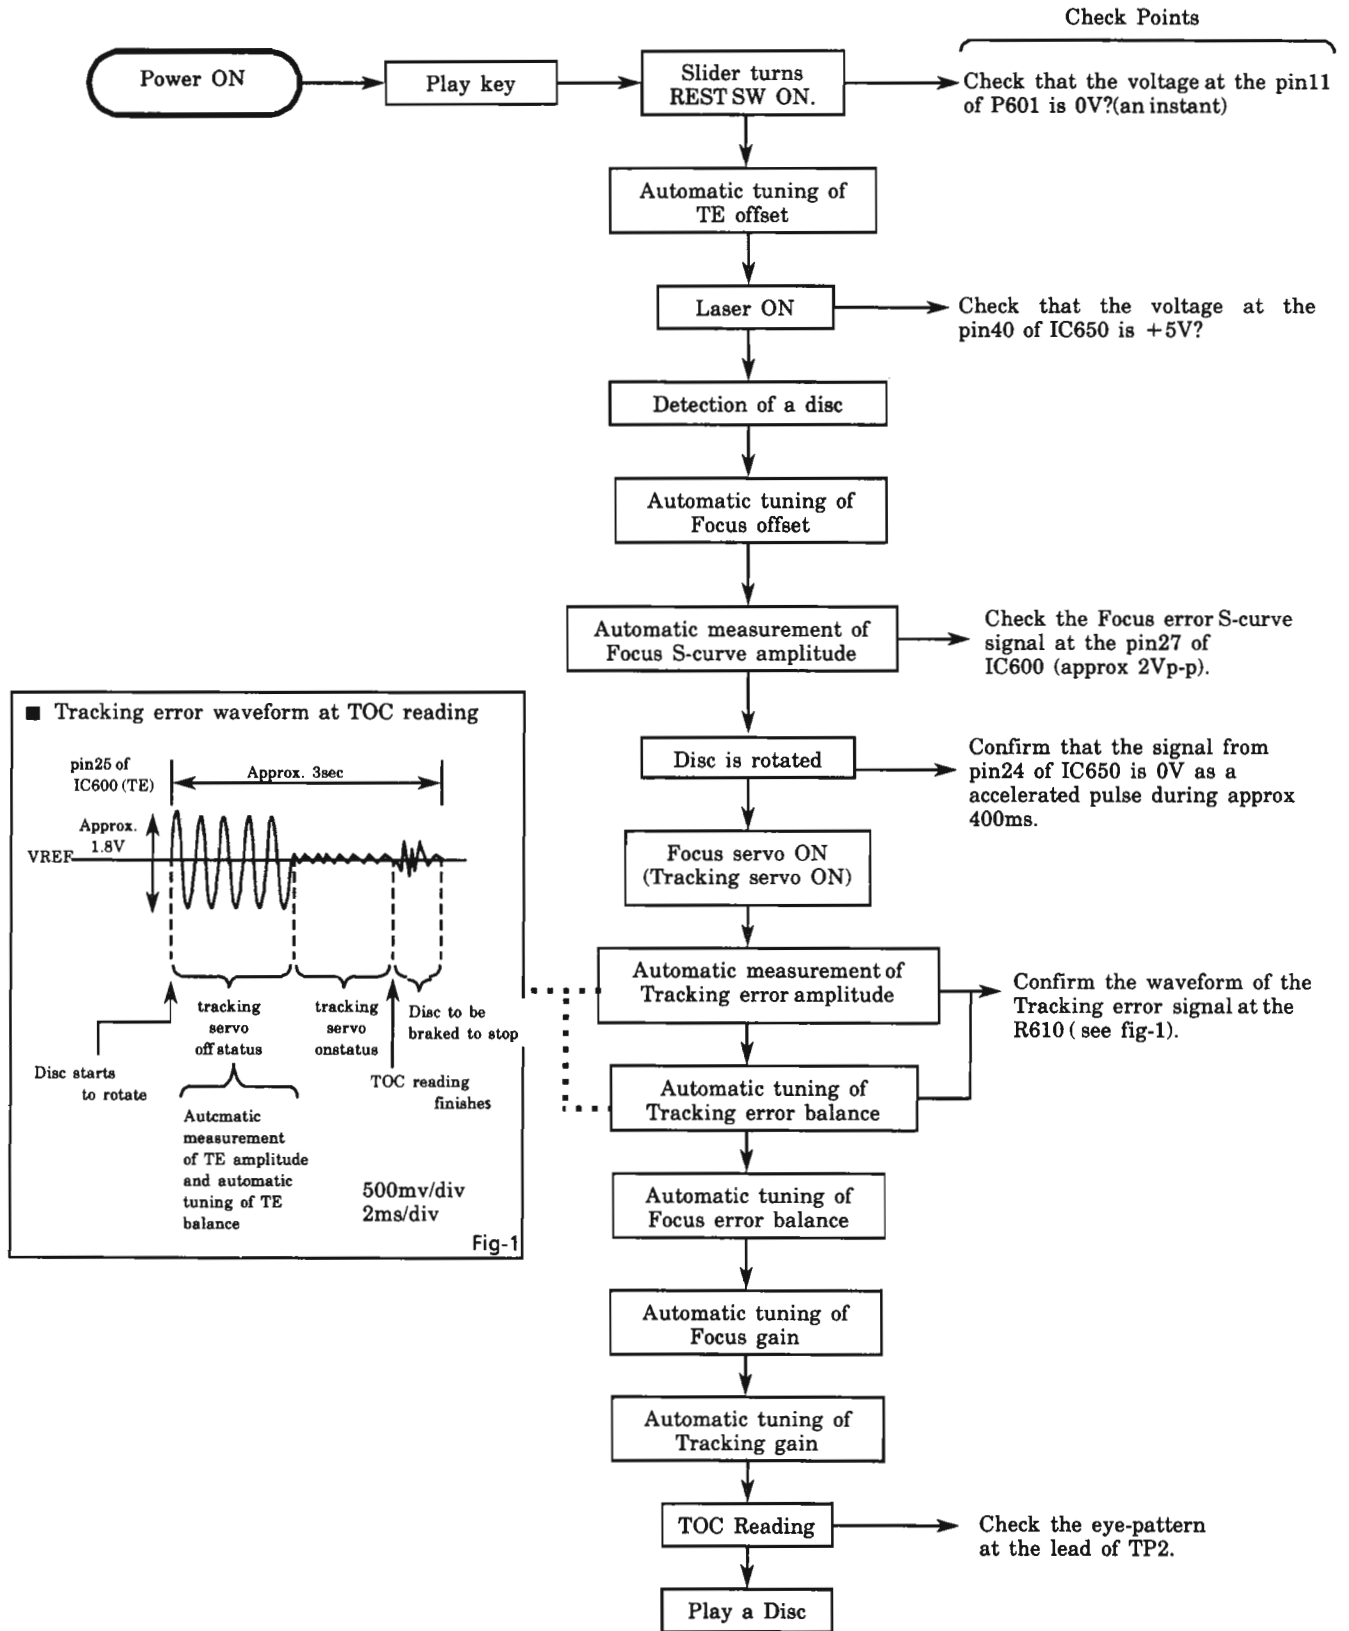 Check Points
Power ON
Play key
Slider turns
REST SW ON.
Check that the voltage at the pin11
of P601 is 0V?(an instant)
Automatic tuning of
TE offset
Laser ON
Check that the voltage at the
pin40 of IC650 is +5V?
Detection of a disc
Automatic tuning of
Focus offset
Automatic measurement of
Focus S-curve amplitude
Check the Focus error S-curve
signal at the pin27 of
IC600 (approx 2Vp-p).
Disc is rotated
Confirm that the signal from
pin24 of IC650 is 0V as a
accelerated pulse during approx
400ms.
Focus servo ON
(Tracking servo ON)
Automatic measurement of
Tracking error amplitude
Confirm the waveform of the
Tracking error signal at the
R610 ( see fig-1).
Automatic tuning of
Tracking error balance
Automatic tuning of
Focus error balance
Automatic tuning of
Focus gain
Automatic tuning of
Tracking gain
TOC Reading
Check the eye-pattern
at the lead of TP2.
Play a Disc
■ Tracking error waveform at TOC reading
pin25 of
IC600 (TE)
Approx. 3sec
Approx.
1.8V
VREF
tracking
servo
off status
tracking
servo
onstatus
Disc to be
braked to stop
Disc starts
to rotate
TOC reading
finishes
Autcmatic
measurement
of TE amplitude
and automatic
tuning of TE
balance
500mv/div
2ms/div
Fig-1